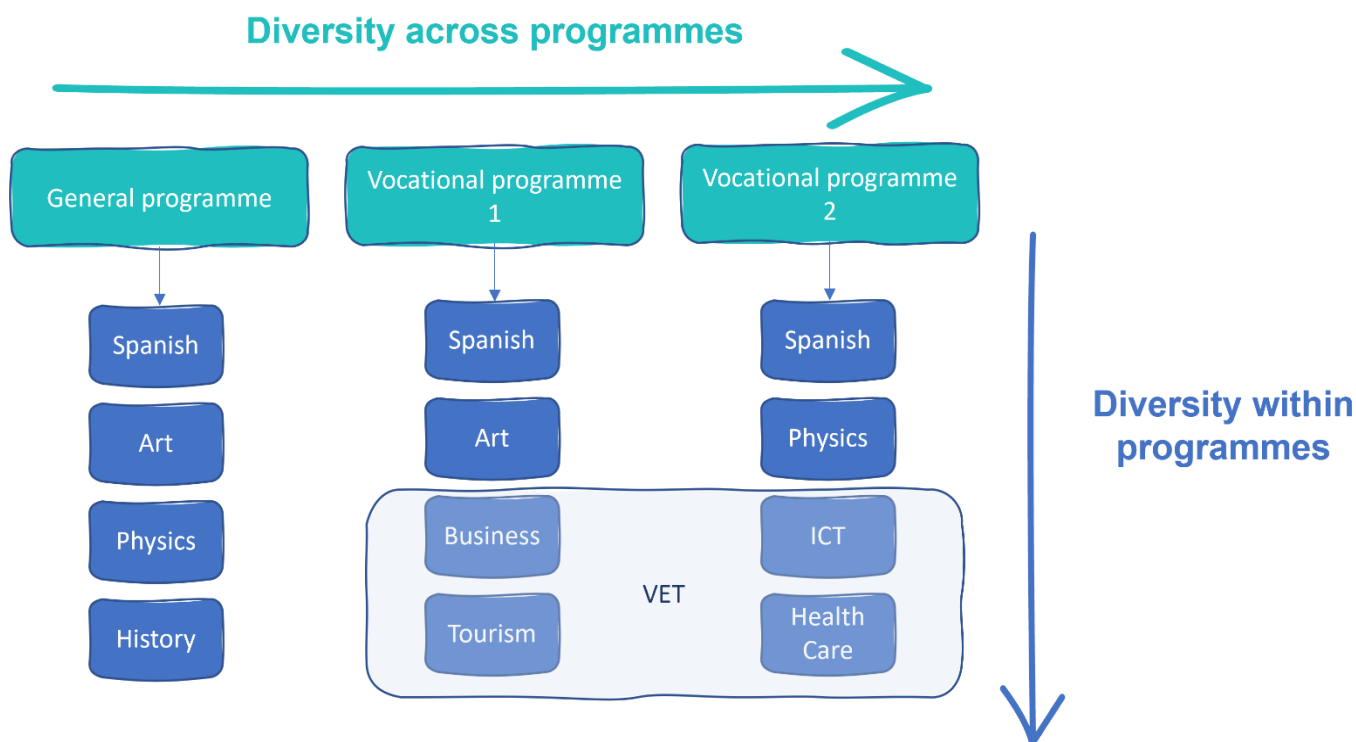 Diversity across programmes
General programme
Vocational programme
1
Vocational programme
2
Spanish
Art
Physics
History
Spanish
Art
Business
Tourism
Spanish
Physics
ICT
Health
Care
VET
Diversity within
programmes